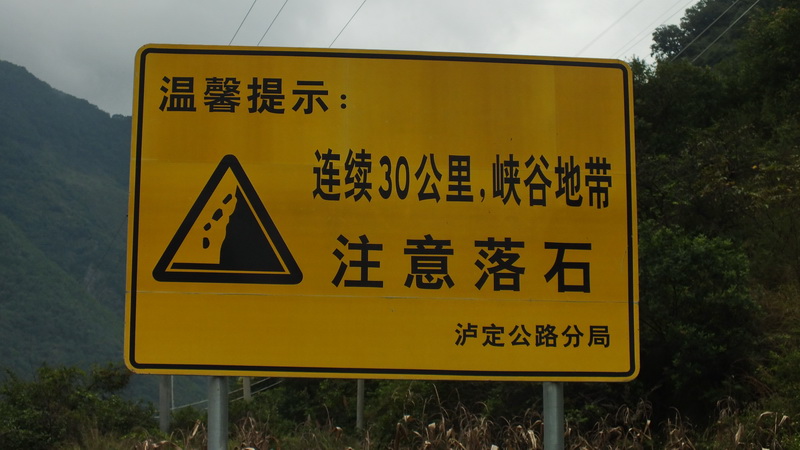 温馨提示：
连续30公里，峡谷地带
注意落石
泸定公路分局